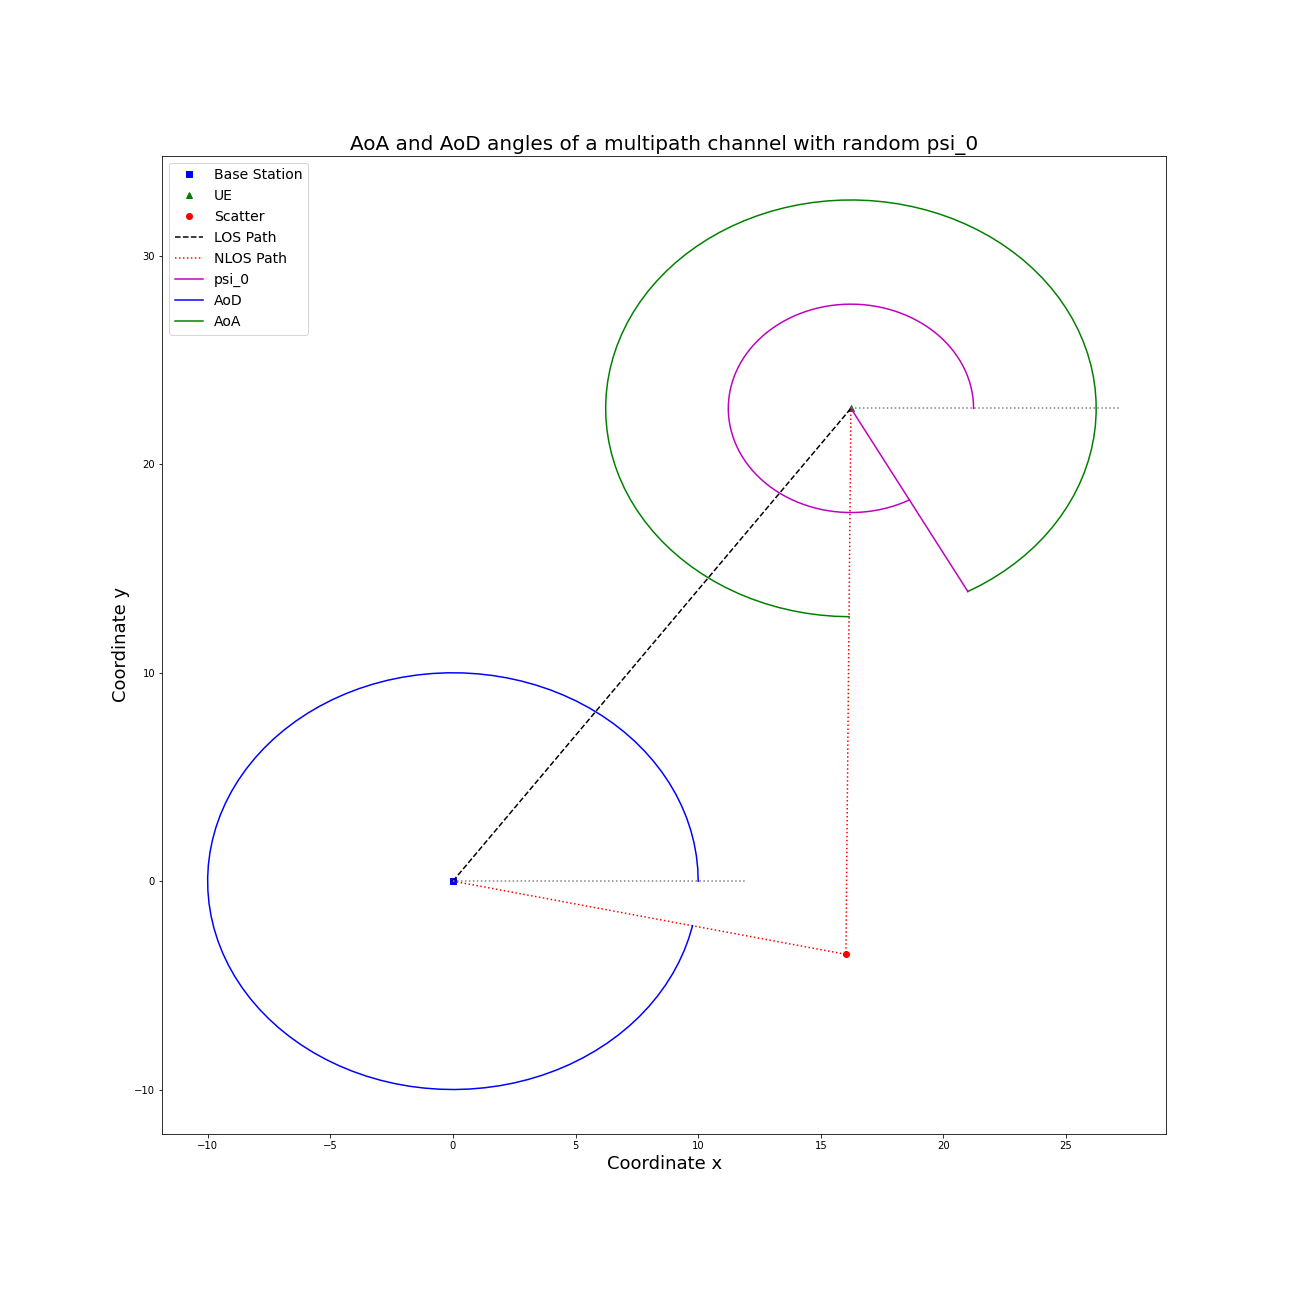 AoA and AoD angles of a multipath channel with random psi_0
Base Station
UE
Scatter
LOS Path
NLOS Path
psi_0
AoD
AoA
30
20
10
0
−10
Coordinate y
−10 −5 0 5 10 15 20 25
Coordinate x